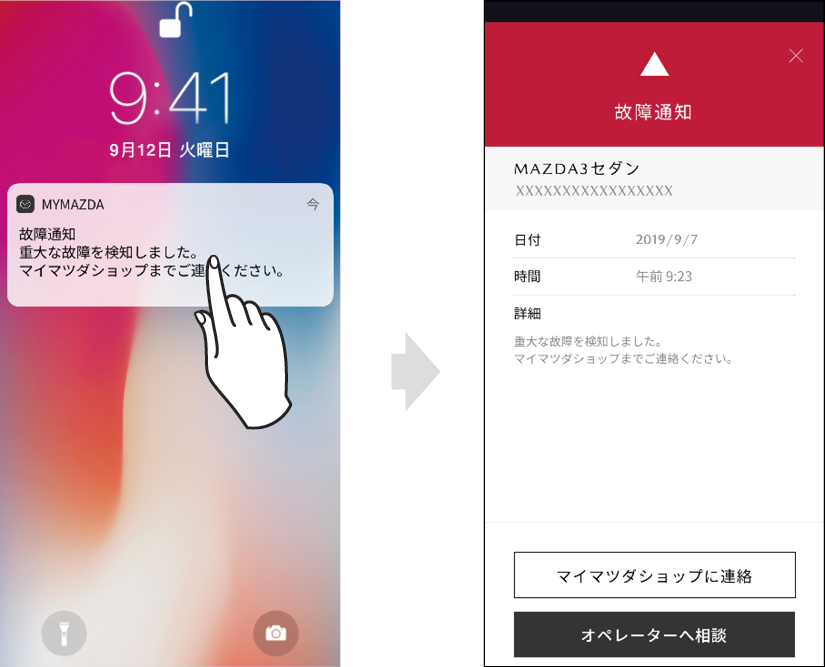 9:41
9月12日 火曜日
MYMAZDA
今
故障通知
重大な故障を検知しました。
マイマツダショップまでご連絡ください。
故障通知
MAZDA3セダン
XXXXXXXXXXXXXXXXX
日付 2019/9/7
時間 午前 9:23
詳細
重大な故障を検知しました。
マイマツダショップまでご連絡ください。
マイマツダショップに連絡
オペレーターへ相談